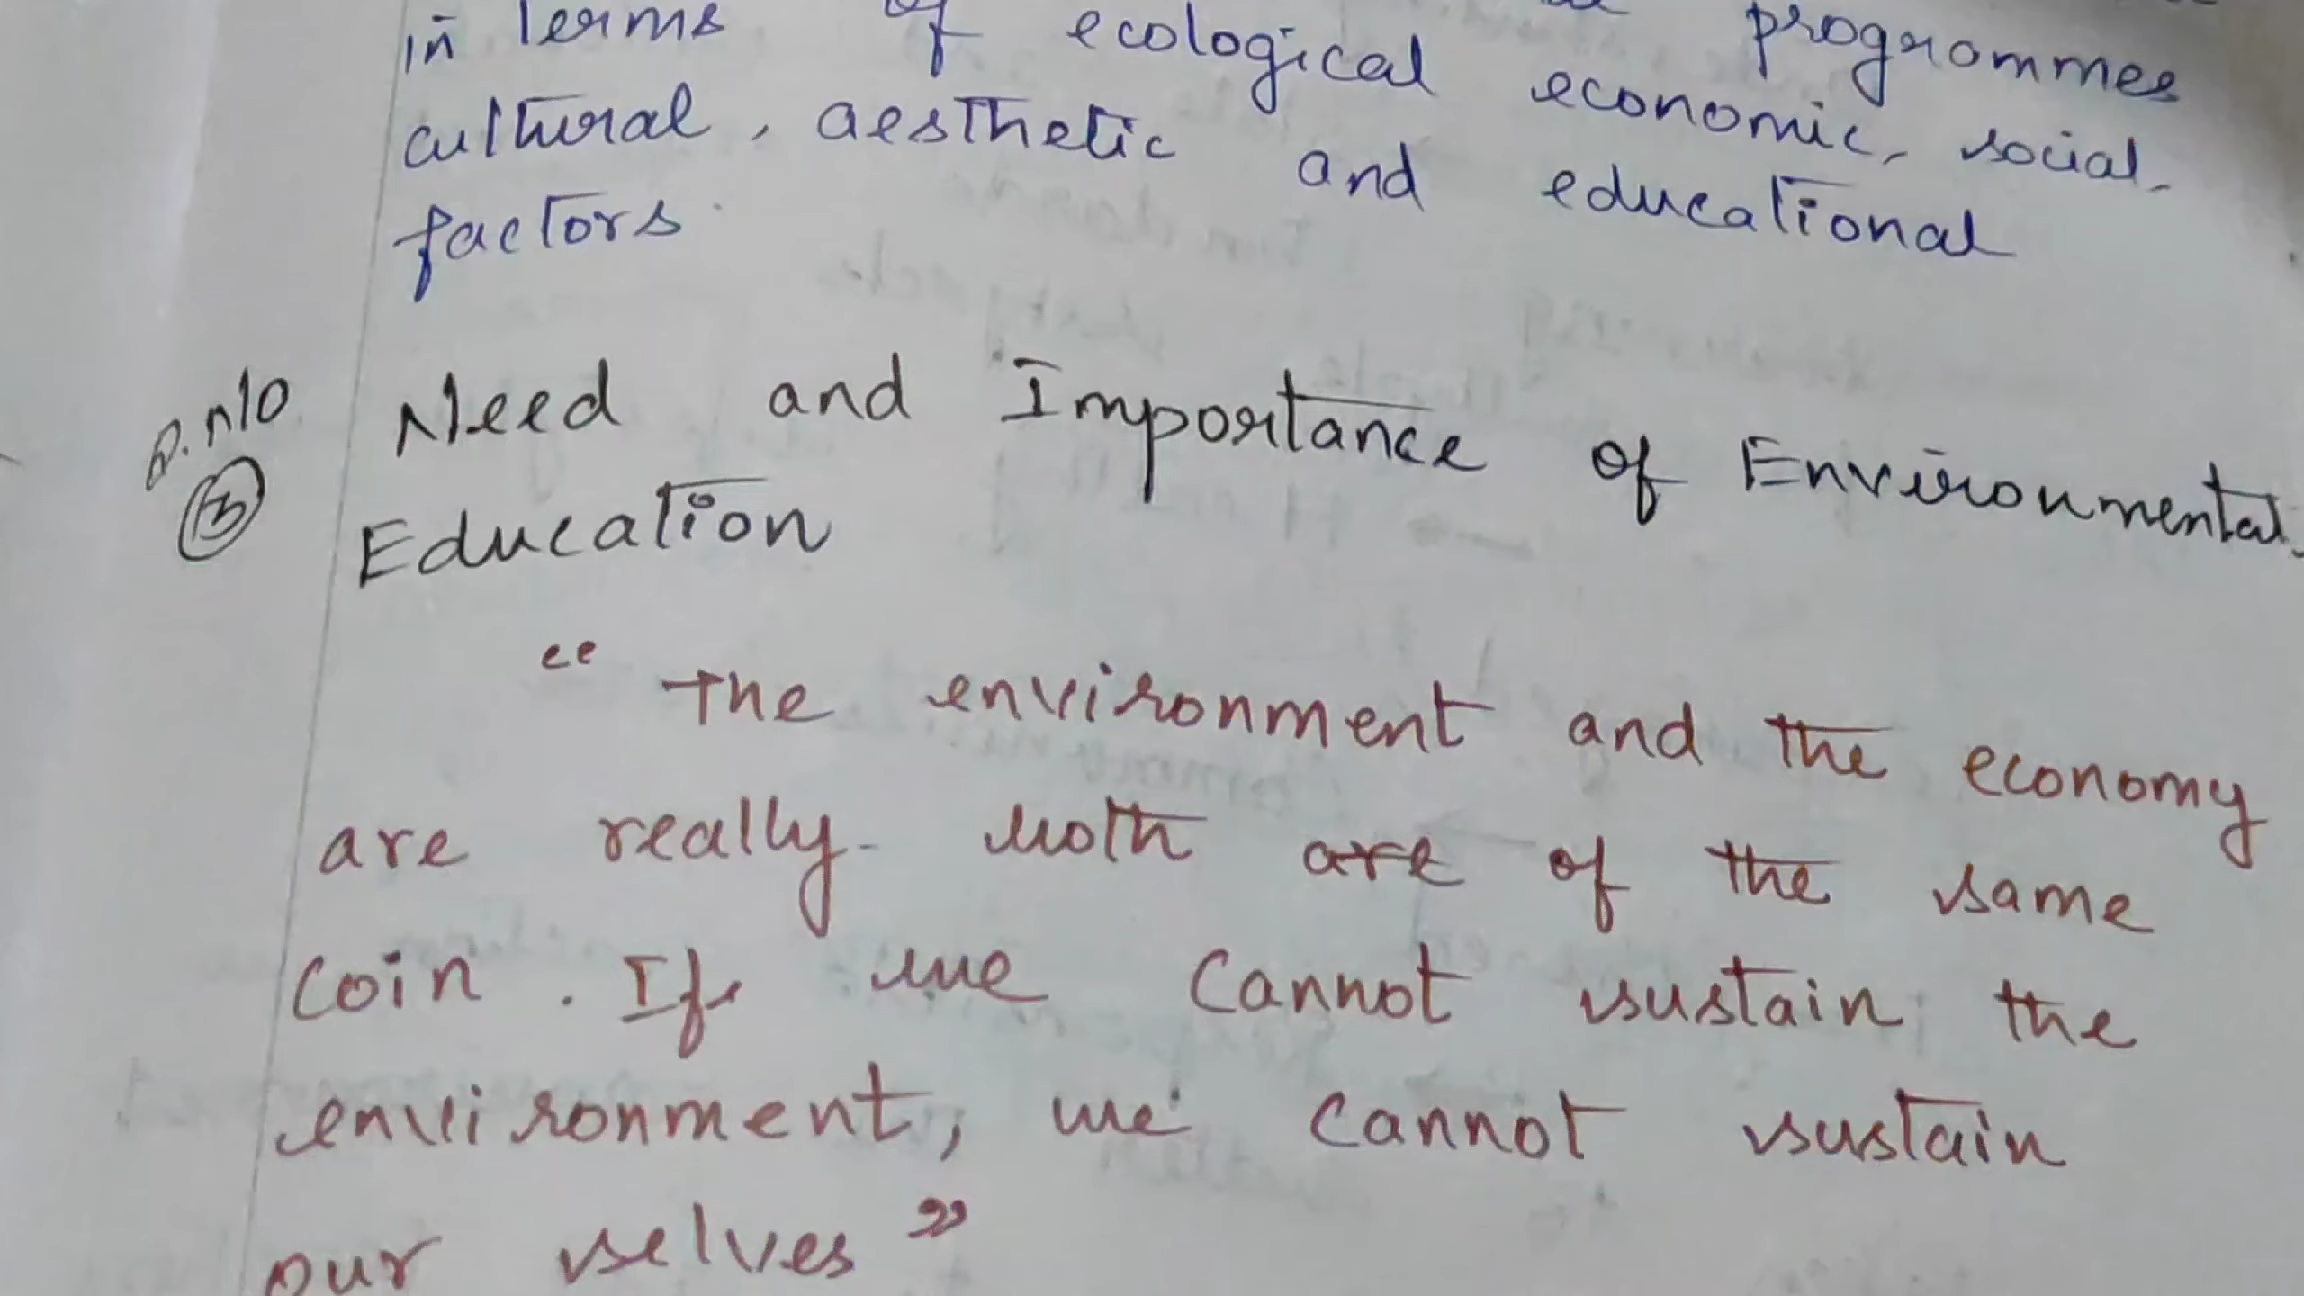 programmes
in terms of ecological economic, social
cultural, aesthetic and educational
factors.
P.n10 Need and Importance of Environmental
③ Education
"The environment and the economy
are really both are of the same
coin. If we cannot sustain the
environment, we cannot sustain
our selves"